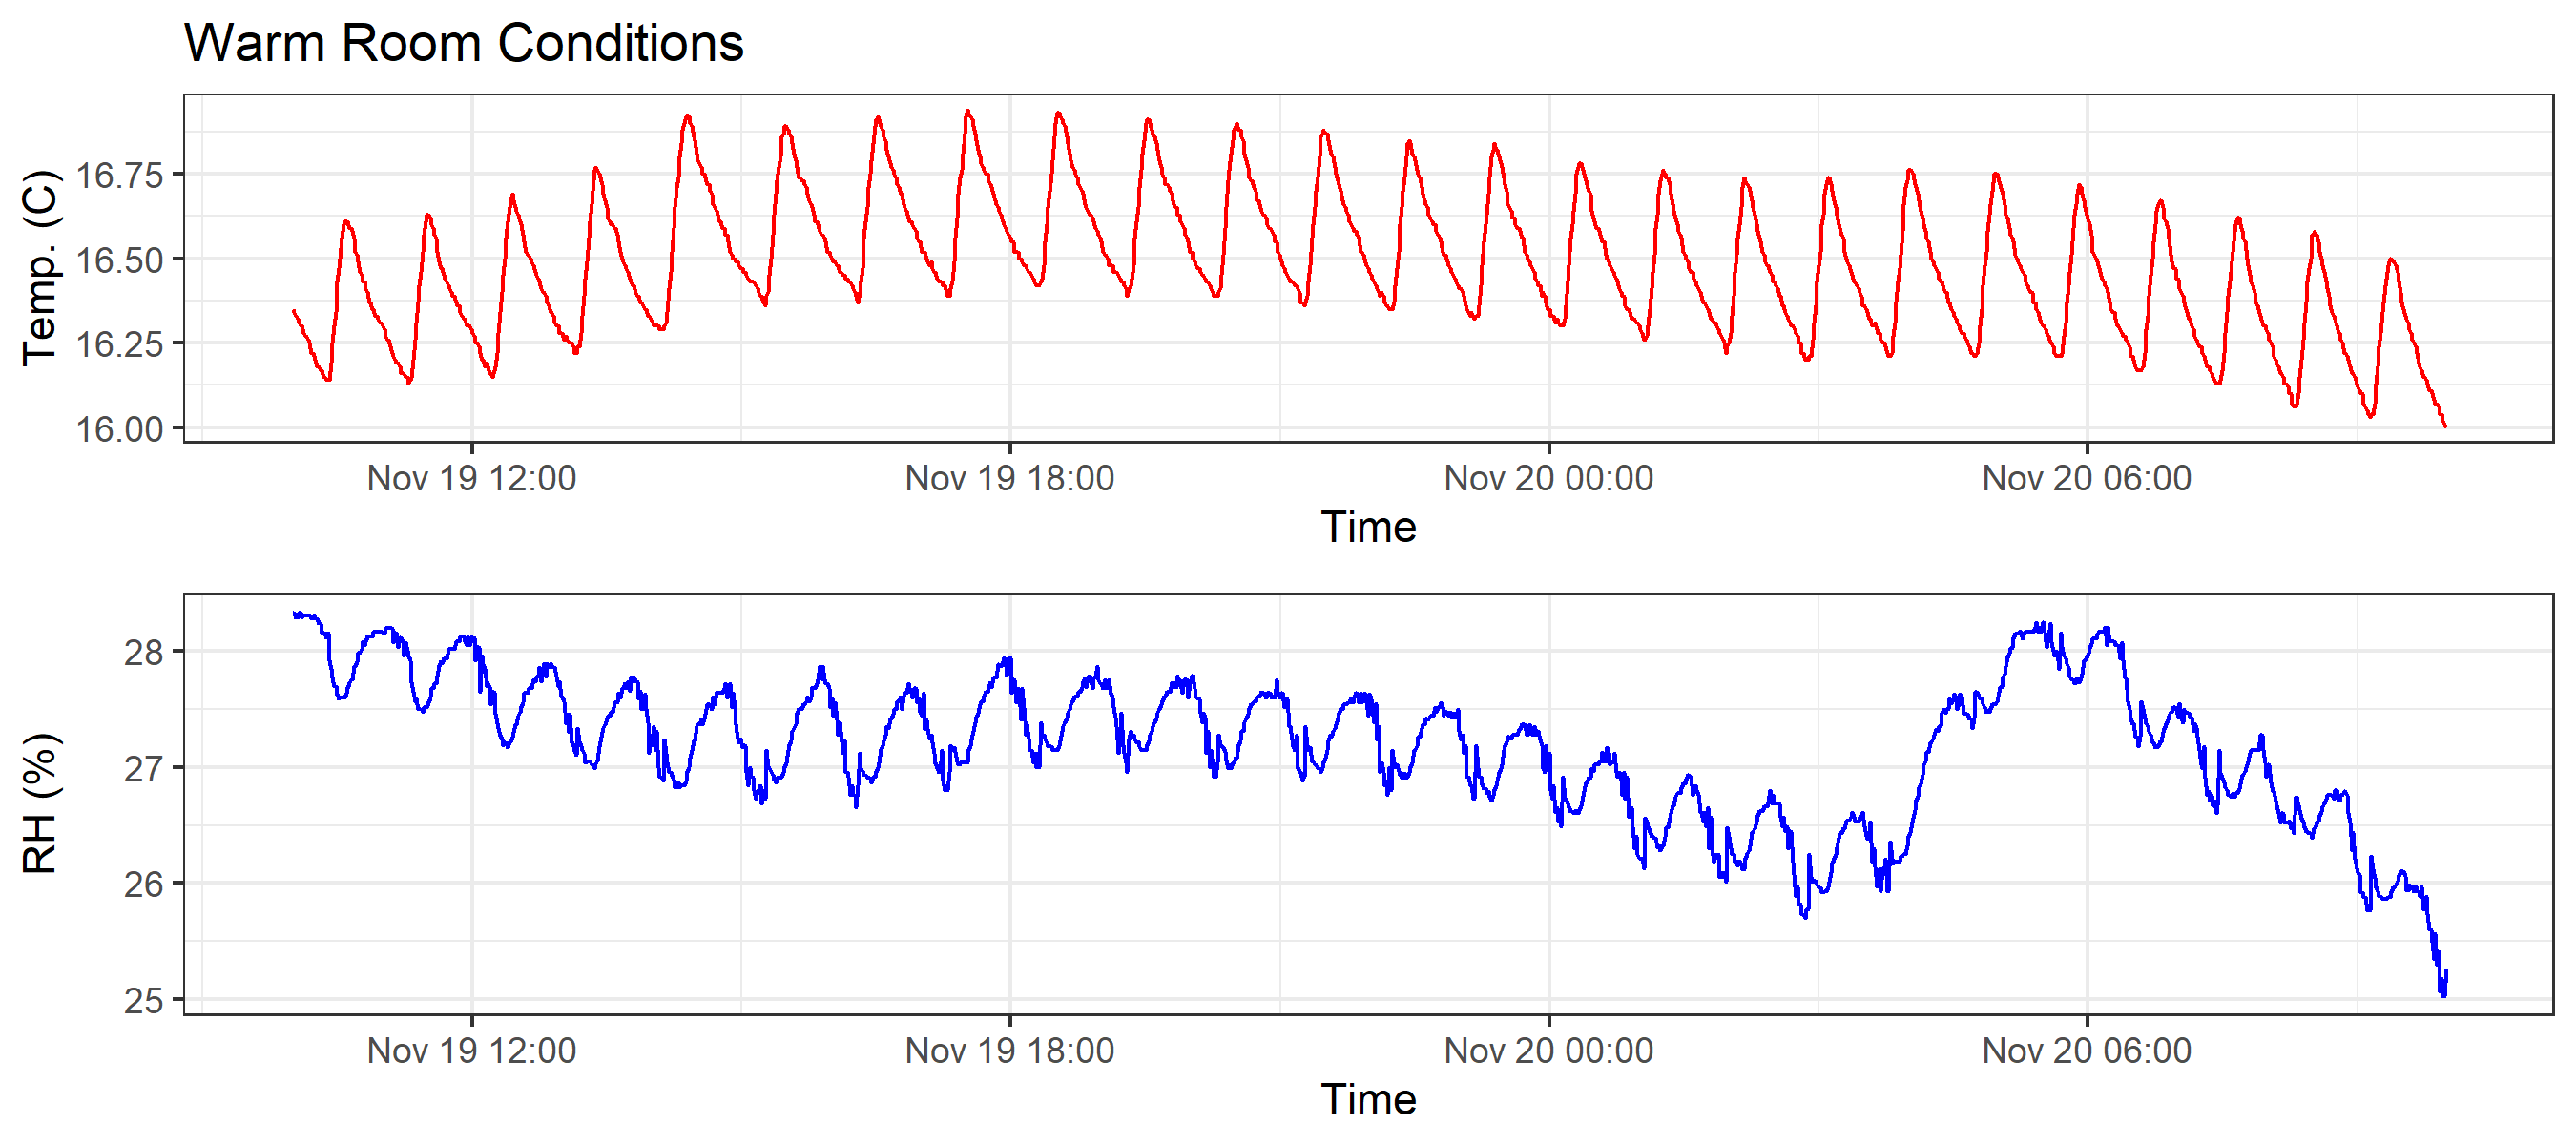 Warm Room Conditions
Temp. (C)
16.75
16.50
16.25
16.00
Nov 19 12:00 Nov 19 18:00 Nov 20 00:00 Nov 20 06:00
Time
RH (%)
28
27
26
25
Nov 19 12:00 Nov 19 18:00 Nov 20 00:00 Nov 20 06:00
Time